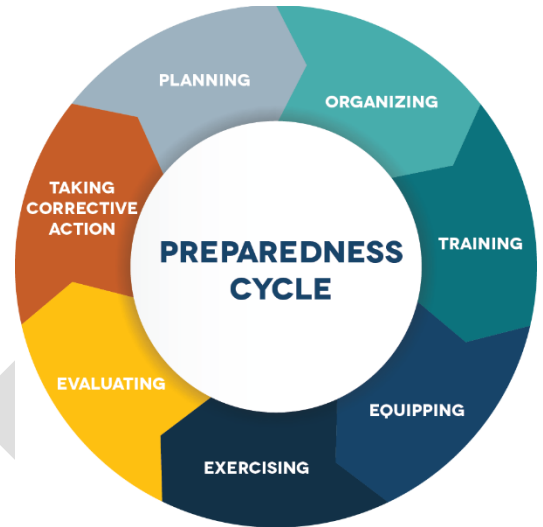 PLANNING
ORGANIZING
TRAINING
EQUIPPING
EXERCISING
EVALUATING
TAKING
CORRECTIVE
ACTION
PREPAREDNESS
CYCLE